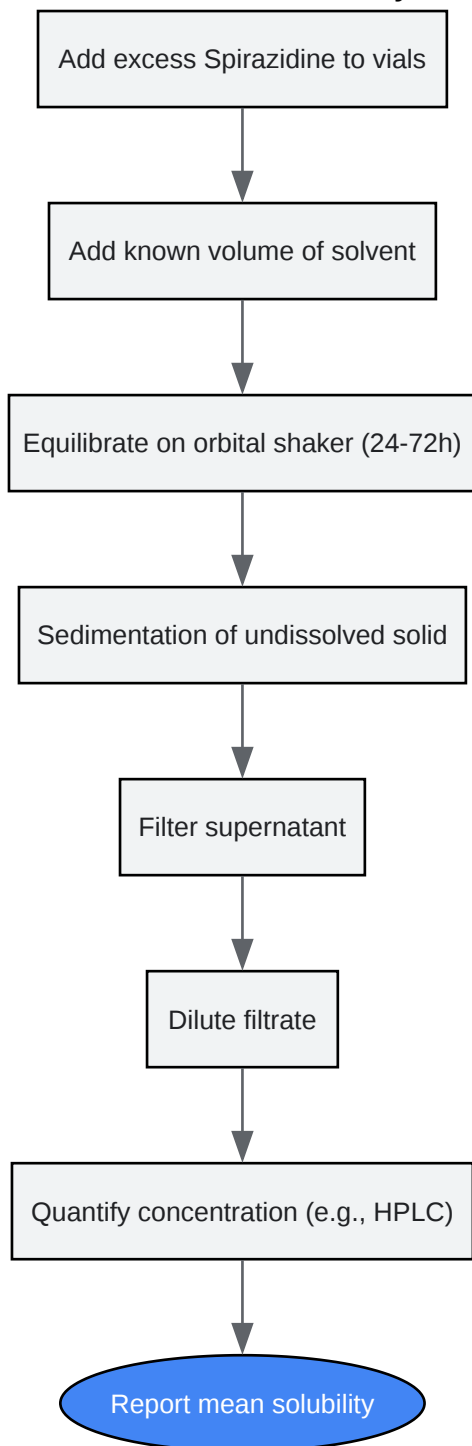 Add excess Spirazidine to vials
Add known volume of solvent
Equilibrate on orbital shaker (24-72h)
Sedimentation of undissolved solid
Filter supernatant
Dilute filtrate
Quantify concentration (e.g., HPLC)
Report mean solubility